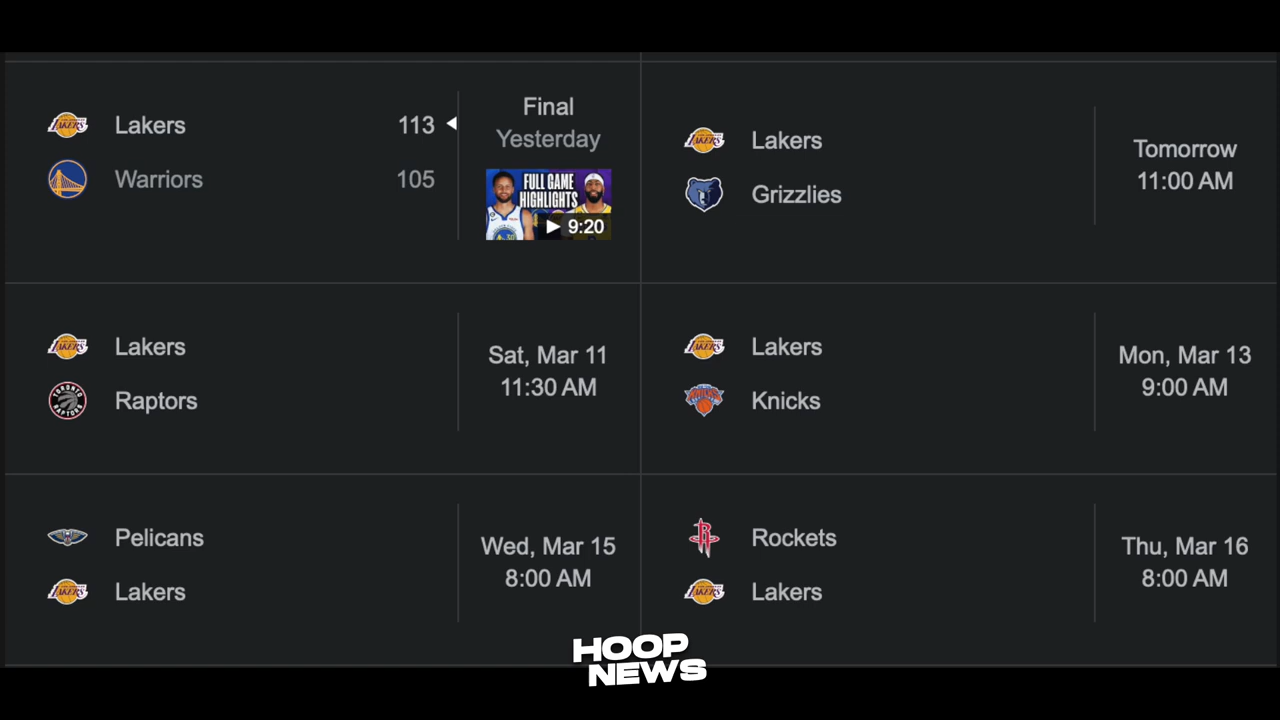 Lakers 113
Warriors 105
Final
Yesterday
FULL GAME
HIGHLIGHTS
9:20
Lakers
Grizzlies
Tomorrow
11:00 AM
Lakers
Raptors
Sat, Mar 11
11:30 AM
Lakers
Knicks
Mon, Mar 13
9:00 AM
Pelicans
Lakers
Wed, Mar 15
8:00 AM
Rockets
Lakers
Thu, Mar 16
8:00 AM
HOOP
NEWS